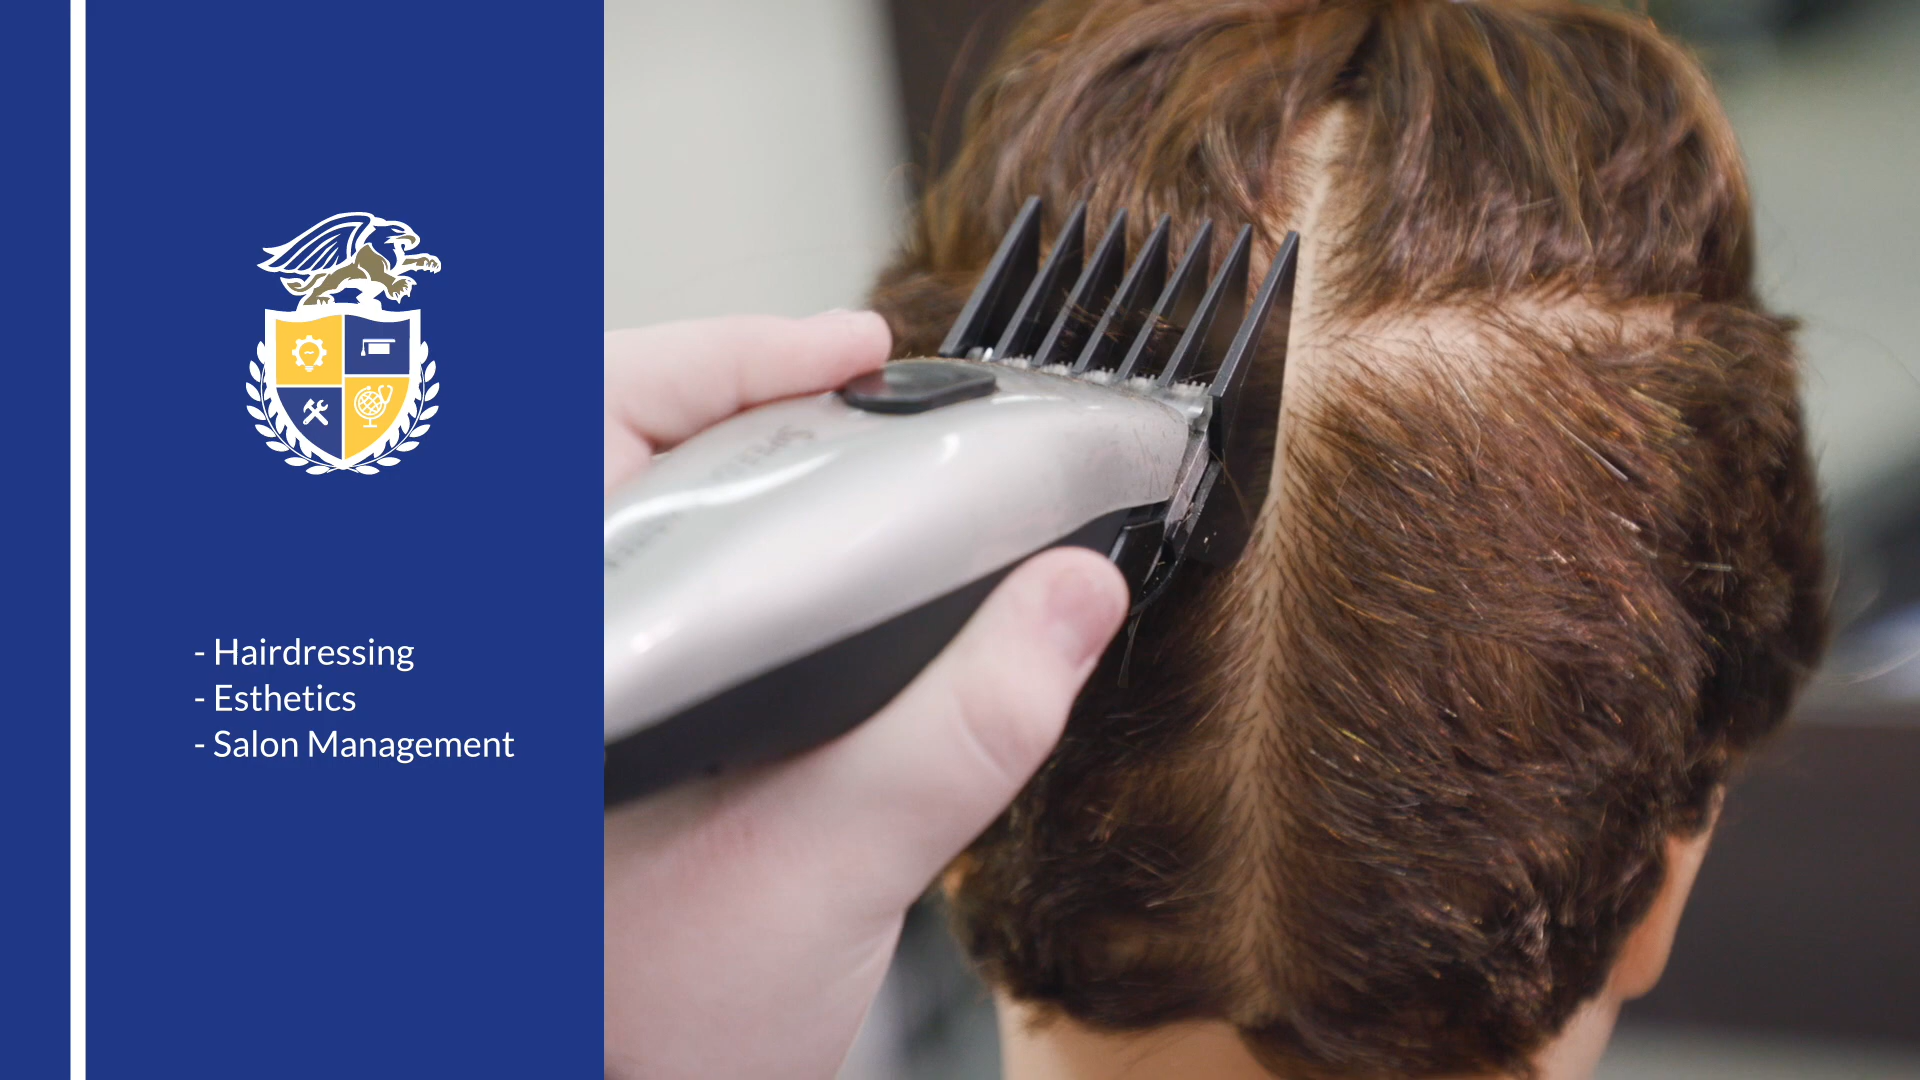 - Hairdressing
- Esthetics
- Salon Management